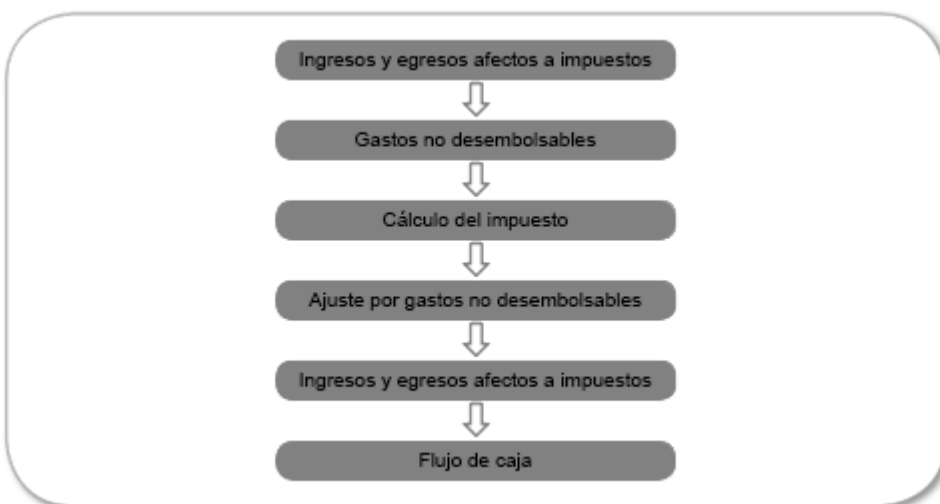 Ingresos y egresos afectos a impuestos
Gastos no desembolsables
Cálculo del impuesto
Ajuste por gastos no desembolsables
Ingresos y egresos afectos a impuestos
Flujo de caja